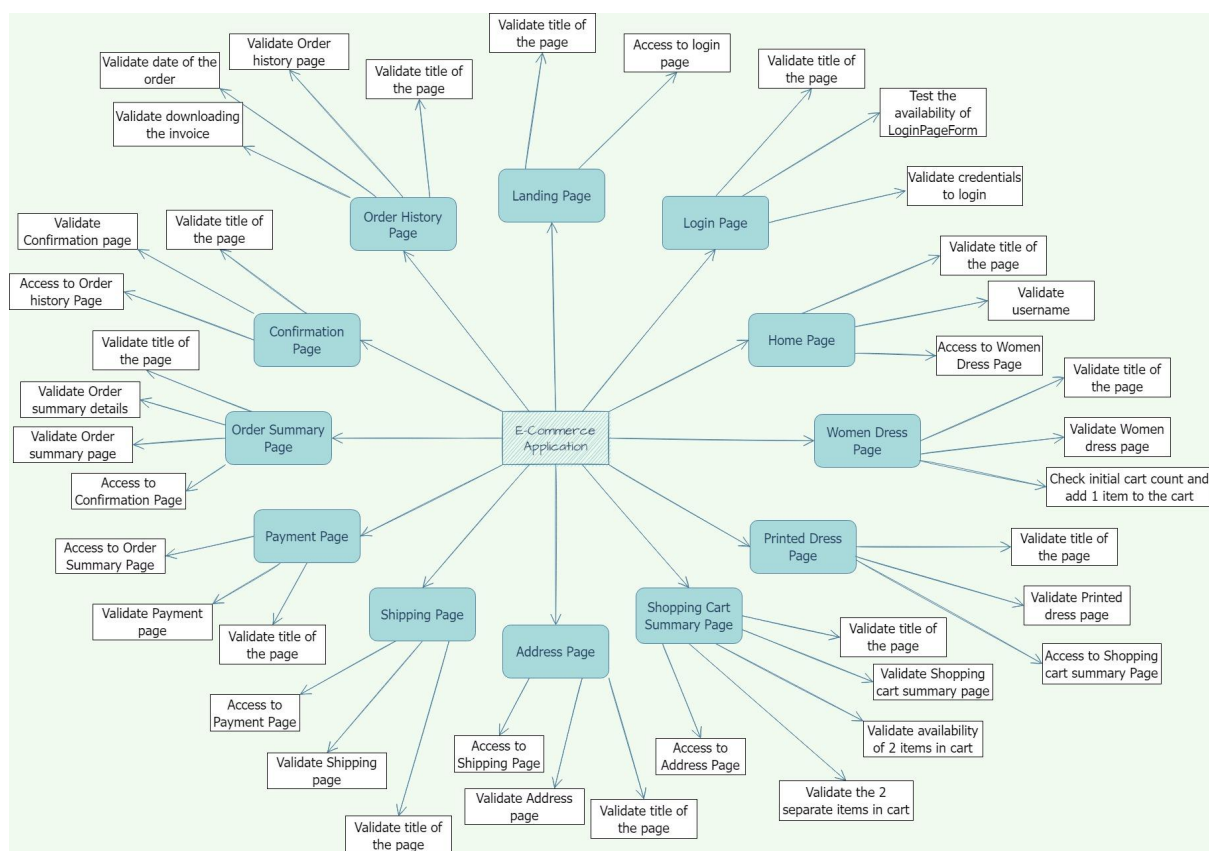 E-Commerce
Application
Landing Page
Validate title of
the page
Access to login
page
Login Page
Validate title of
the page
Test the
availability of
LoginPageForm
Validate credentials
to login
Home Page
Validate title of
the page
Validate
username
Access to Women
Dress Page
Women Dress
Page
Validate title of
the page
Validate Women
dress page
Check initial cart count and
add 1 item to the cart
Printed Dress
Page
Validate title of
the page
Validate Printed
dress page
Access to Shopping
cart summary Page
Shopping Cart
Summary Page
Validate title of
the page
Validate Shopping
cart summary page
Validate availability
of 2 items in cart
Validate the 2
separate items in cart
Access to
Address Page
Address Page
Validate title of
the page
Validate Address
page
Access to
Shipping Page
Shipping Page
Validate title of
the page
Validate Shipping
page
Access to
Payment Page
Payment Page
Validate title of
the page
Validate Payment
page
Access to Order
Summary Page
Order Summary
Page
Access to
Confirmation Page
Validate Order
summary page
Validate Order
summary details
Validate title of
the page
Confirmation
Page
Access to Order
history Page
Validate
Confirmation page
Validate title of
the page
Order History
Page
Validate downloading
the invoice
Validate date of the
order
Validate Order
history page
Validate title of
the page